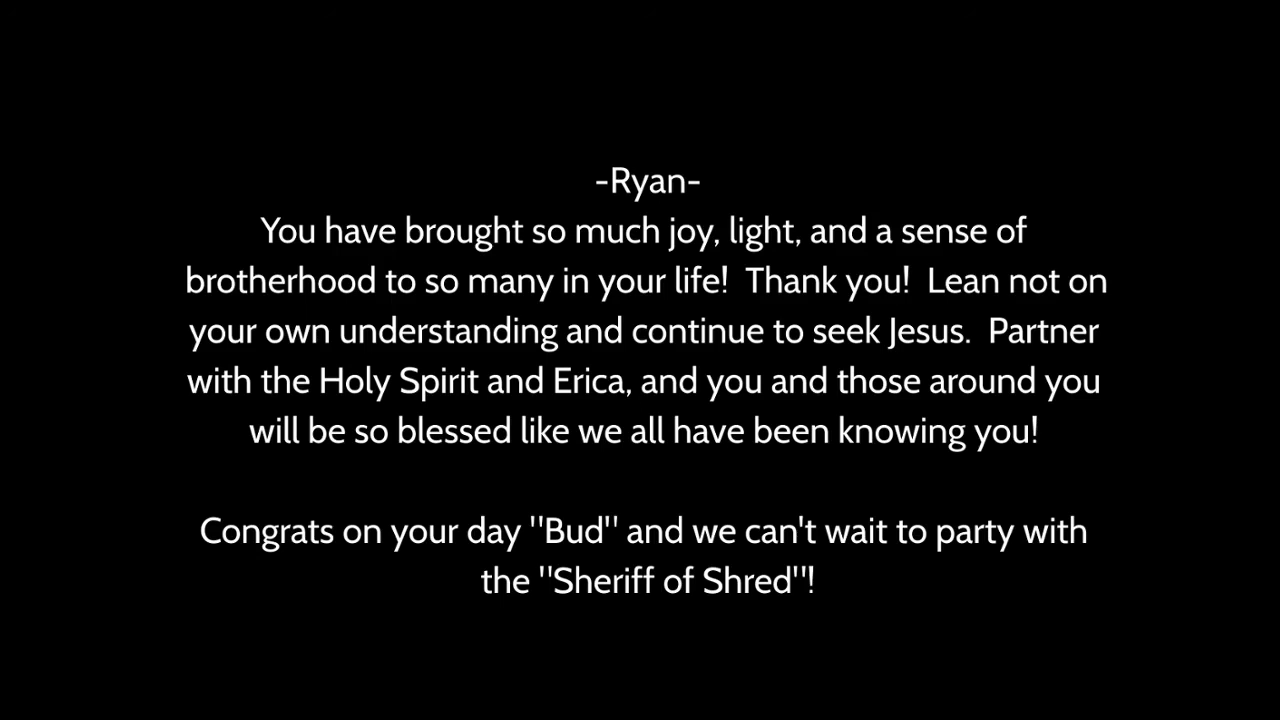 -Ryan-
You have brought so much joy, light, and a sense of
brotherhood to so many in your life!  Thank you!  Lean not on
your own understanding and continue to seek Jesus.  Partner
with the Holy Spirit and Erica, and you and those around you
will be so blessed like we all have been knowing you!
Congrats on your day "Bud" and we can't wait to party with
the "Sheriff of Shred"!